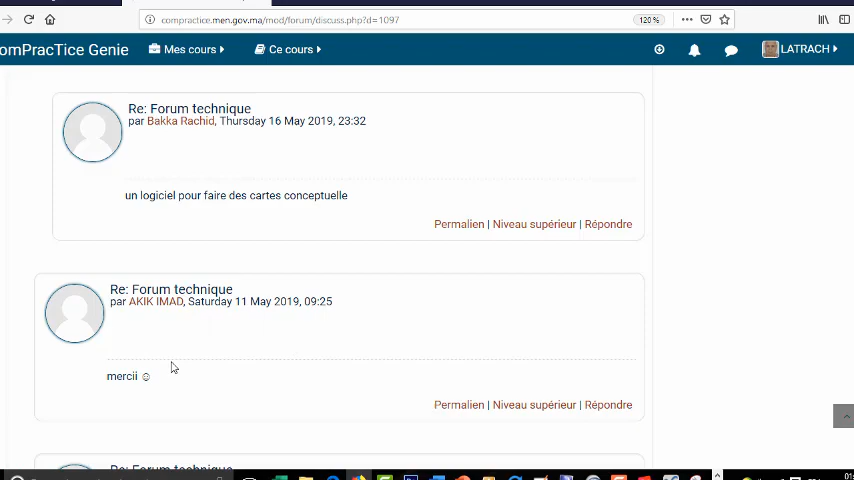 compractice.men.gov.ma/mod/forum/discuss.php?d=1097
120 %
omPracTice Genie
Mes cours
Ce cours
LATRACH
Re: Forum technique
par Bakka Rachid, Thursday 16 May 2019, 23:32
un logiciel pour faire des cartes conceptuelle
Permalien | Niveau supérieur | Répondre
Re: Forum technique
par AKIK IMAD, Saturday 11 May 2019, 09:25
mercii ☺
Permalien | Niveau supérieur | Répondre
Re: Forum technique